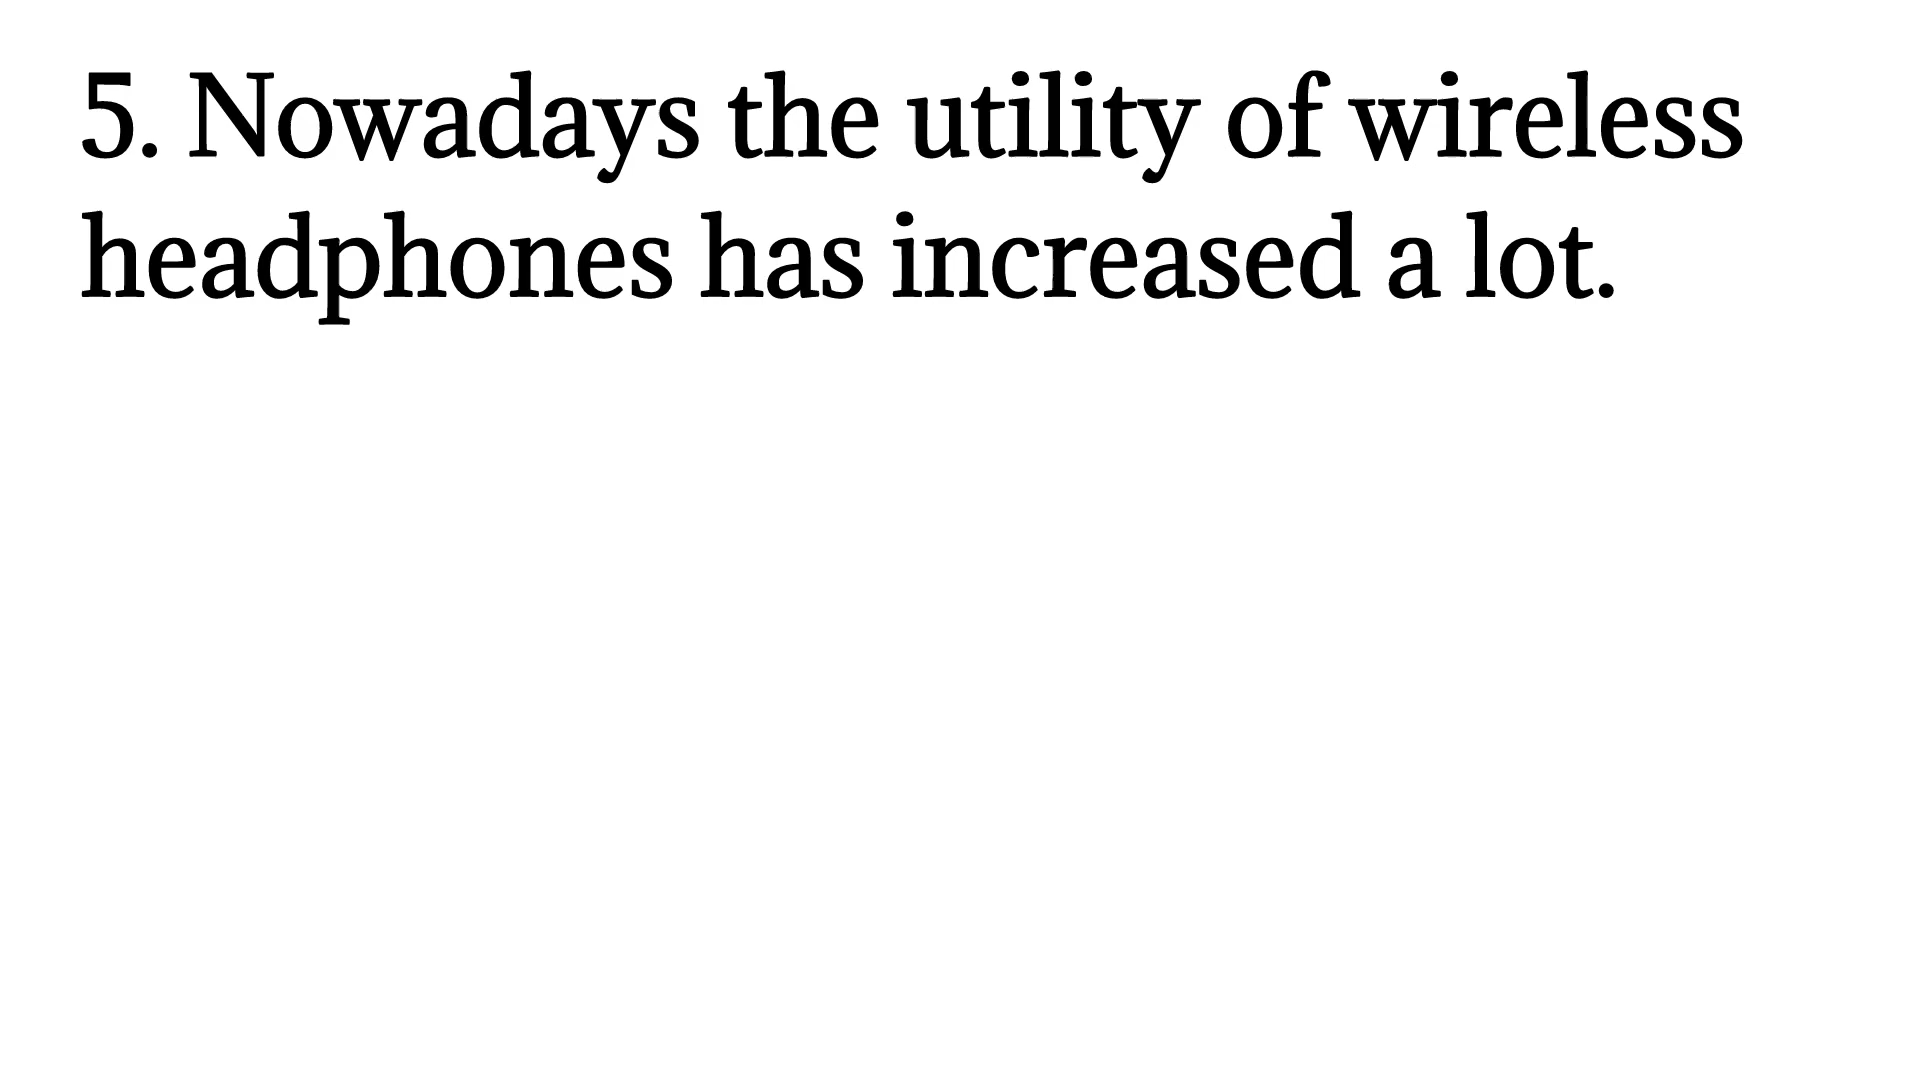 5. Nowadays the utility of wireless
headphones has increased a lot.